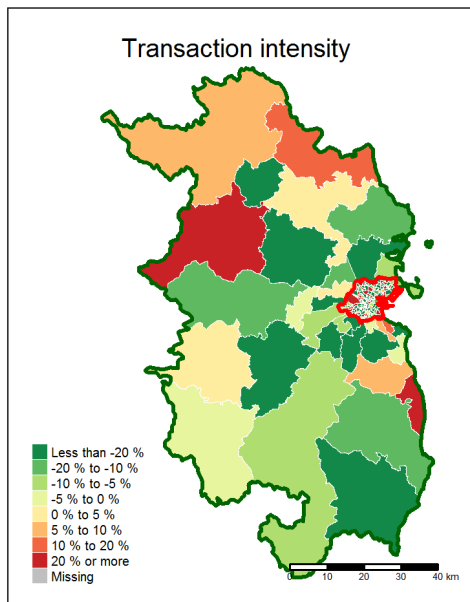 Transaction intensity
Less than -20 %
-20 % to -10 %
-10 % to -5 %
-5 % to 0 %
0 % to 5 %
5 % to 10 %
10 % to 20 %
20 % or more
Missing
0 10 20 30 40 km